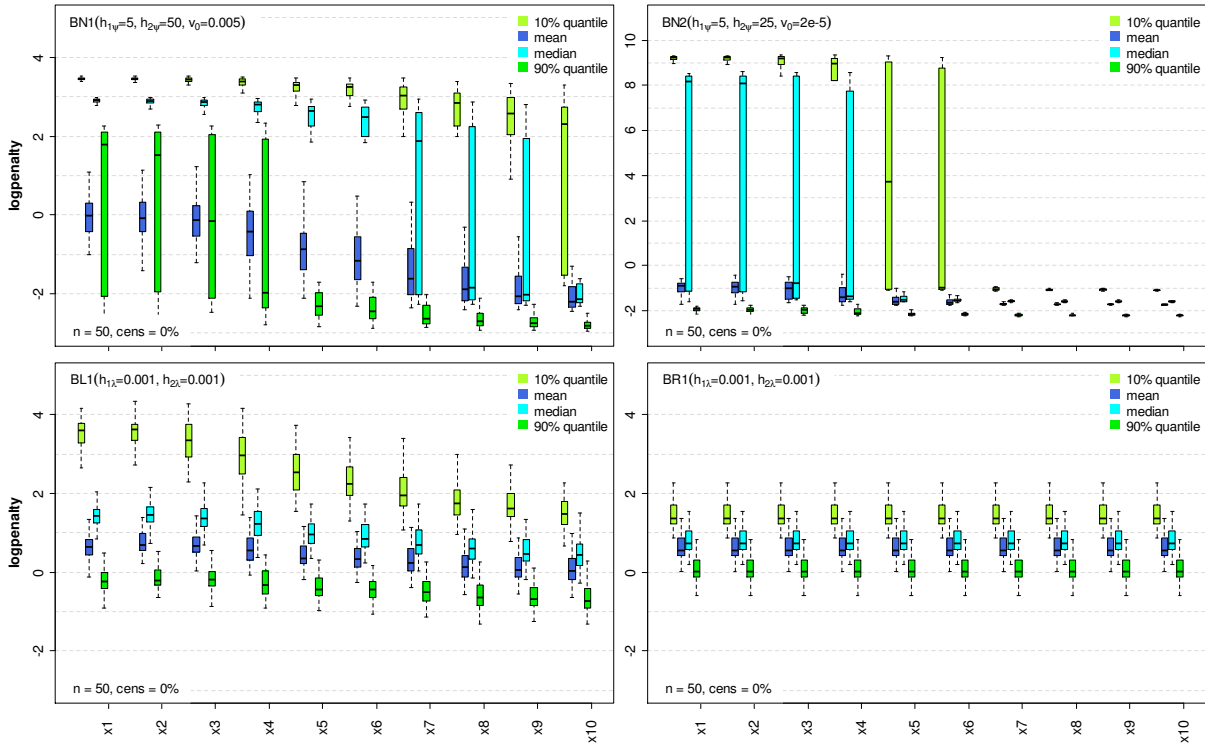 BN1(h1ψ=5, h2ψ=50, v0=0.005)
10% quantile
mean
median
90% quantile
logpenalty
4
2
0
-2
n = 50, cens = 0%
BN2(h1ψ=5, h2ψ=25, v0=2e-5)
10% quantile
mean
median
90% quantile
10
8
6
4
2
0
-2
n = 50, cens = 0%
BL1(h1λ=0.001, h2λ=0.001)
10% quantile
mean
median
90% quantile
logpenalty
4
2
0
-2
n = 50, cens = 0%
x1 x2 x3 x4 x5 x6 x7 x8 x9 x10
BR1(h1λ=0.001, h2λ=0.001)
10% quantile
mean
median
90% quantile
4
2
0
-2
n = 50, cens = 0%
x1 x2 x3 x4 x5 x6 x7 x8 x9 x10